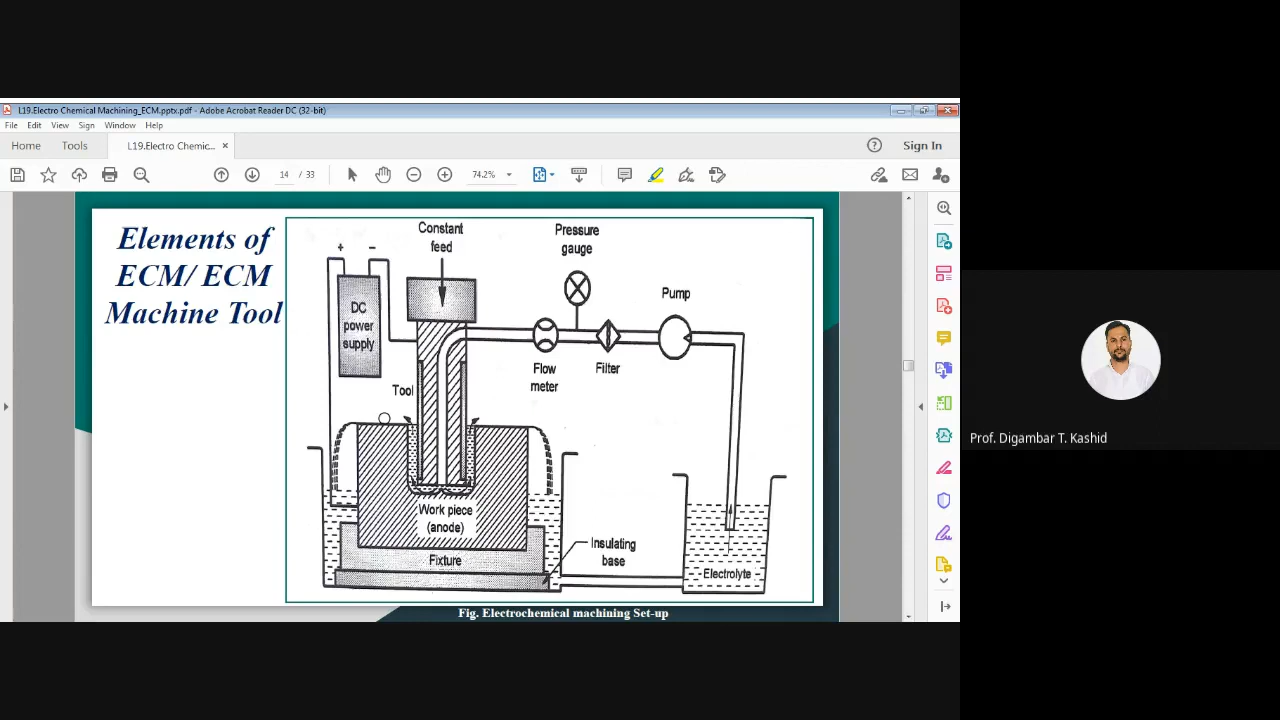 L19.Electro Chemical Machining_ECM.pptx.pdf - Adobe Acrobat Reader DC (32-bit)
File Edit View Sign Window Help
Home Tools L19.Electro Chemic... × Sign In
14 / 33 74.2%
Elements of
ECM/ ECM
Machine Tool
+ −
DC
power
supply
Constant
feed
Pressure
gauge
Pump
Flow
meter
Filter
Tool
Work piece
(anode)
Fixture
Insulating
base
Electrolyte
Fig. Electrochemical machining Set-up
Prof. Digambar T. Kashid